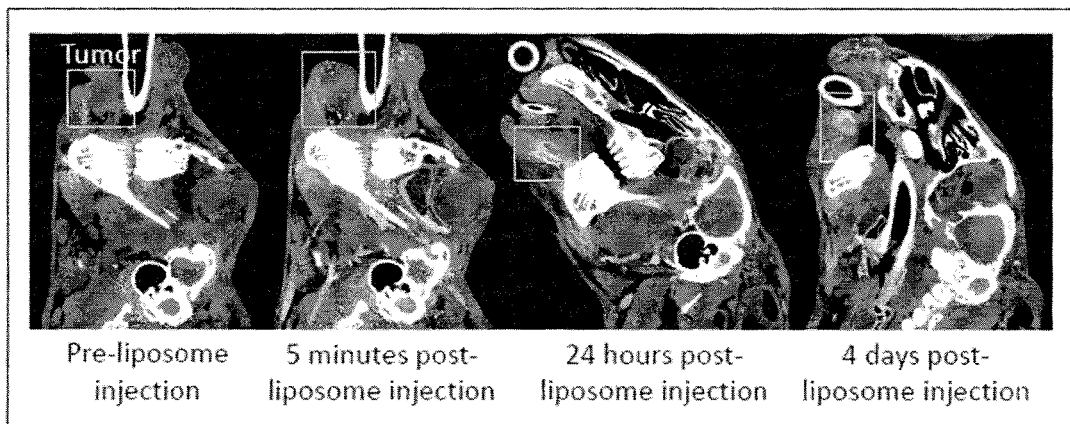 Tumor
Pre-liposome
injection
5 minutes post-
liposome injection
24 hours post-
liposome injection
4 days post-
liposome injection